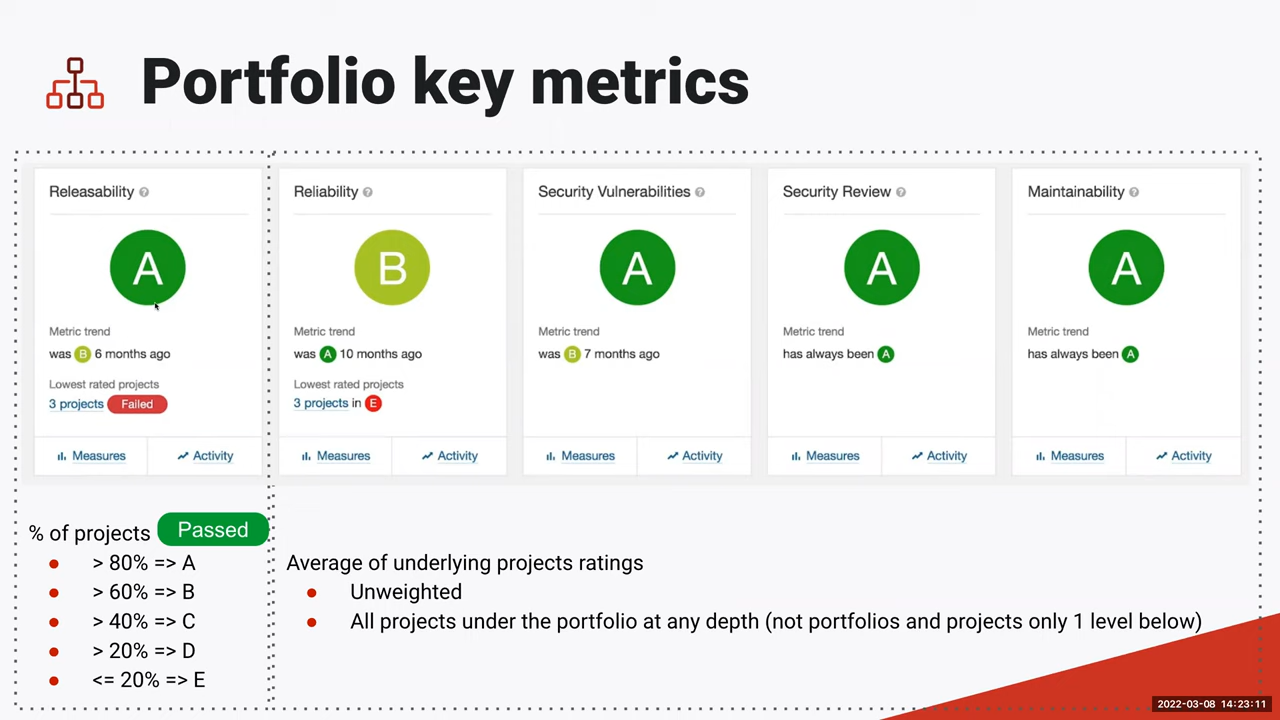 Portfolio key metrics
Releasability ?
A
Metric trend
was B 6 months ago
Lowest rated projects
3 projects Failed
Measures
Activity
Reliability ?
B
Metric trend
was A 10 months ago
Lowest rated projects
3 projects in E
Measures
Activity
Security Vulnerabilities ?
A
Metric trend
was B 7 months ago
Measures
Activity
Security Review ?
A
Metric trend
has always been A
Measures
Activity
Maintainability ?
A
Metric trend
has always been A
Measures
Activity
% of projects Passed
> 80% => A
> 60% => B
> 40% => C
> 20% => D
<= 20% => E
Average of underlying projects ratings
Unweighted
All projects under the portfolio at any depth (not portfolios and projects only 1 level below)
2022-03-08 14:23:11